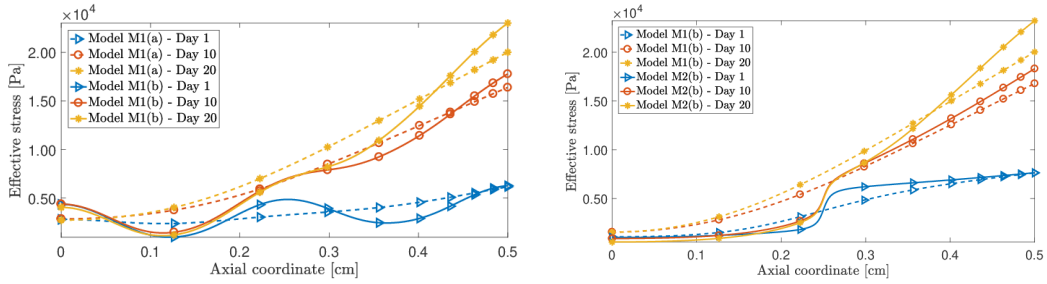 ×10⁴
2.00
1.50
1.00
0.50
Effective stress [Pa]
Model M1(a) - Day 1
Model M1(a) - Day 10
Model M1(a) - Day 20
Model M1(b) - Day 1
Model M1(b) - Day 10
Model M1(b) - Day 20
0 0.1 0.2 0.3 0.4 0.5
Axial coordinate [cm]
×10⁴
2.00
1.50
1.00
0.50
Effective stress [Pa]
Model M1(b) - Day 1
Model M1(b) - Day 10
Model M1(b) - Day 20
Model M2(b) - Day 1
Model M2(b) - Day 10
Model M2(b) - Day 20
0 0.1 0.2 0.3 0.4 0.5
Axial coordinate [cm]